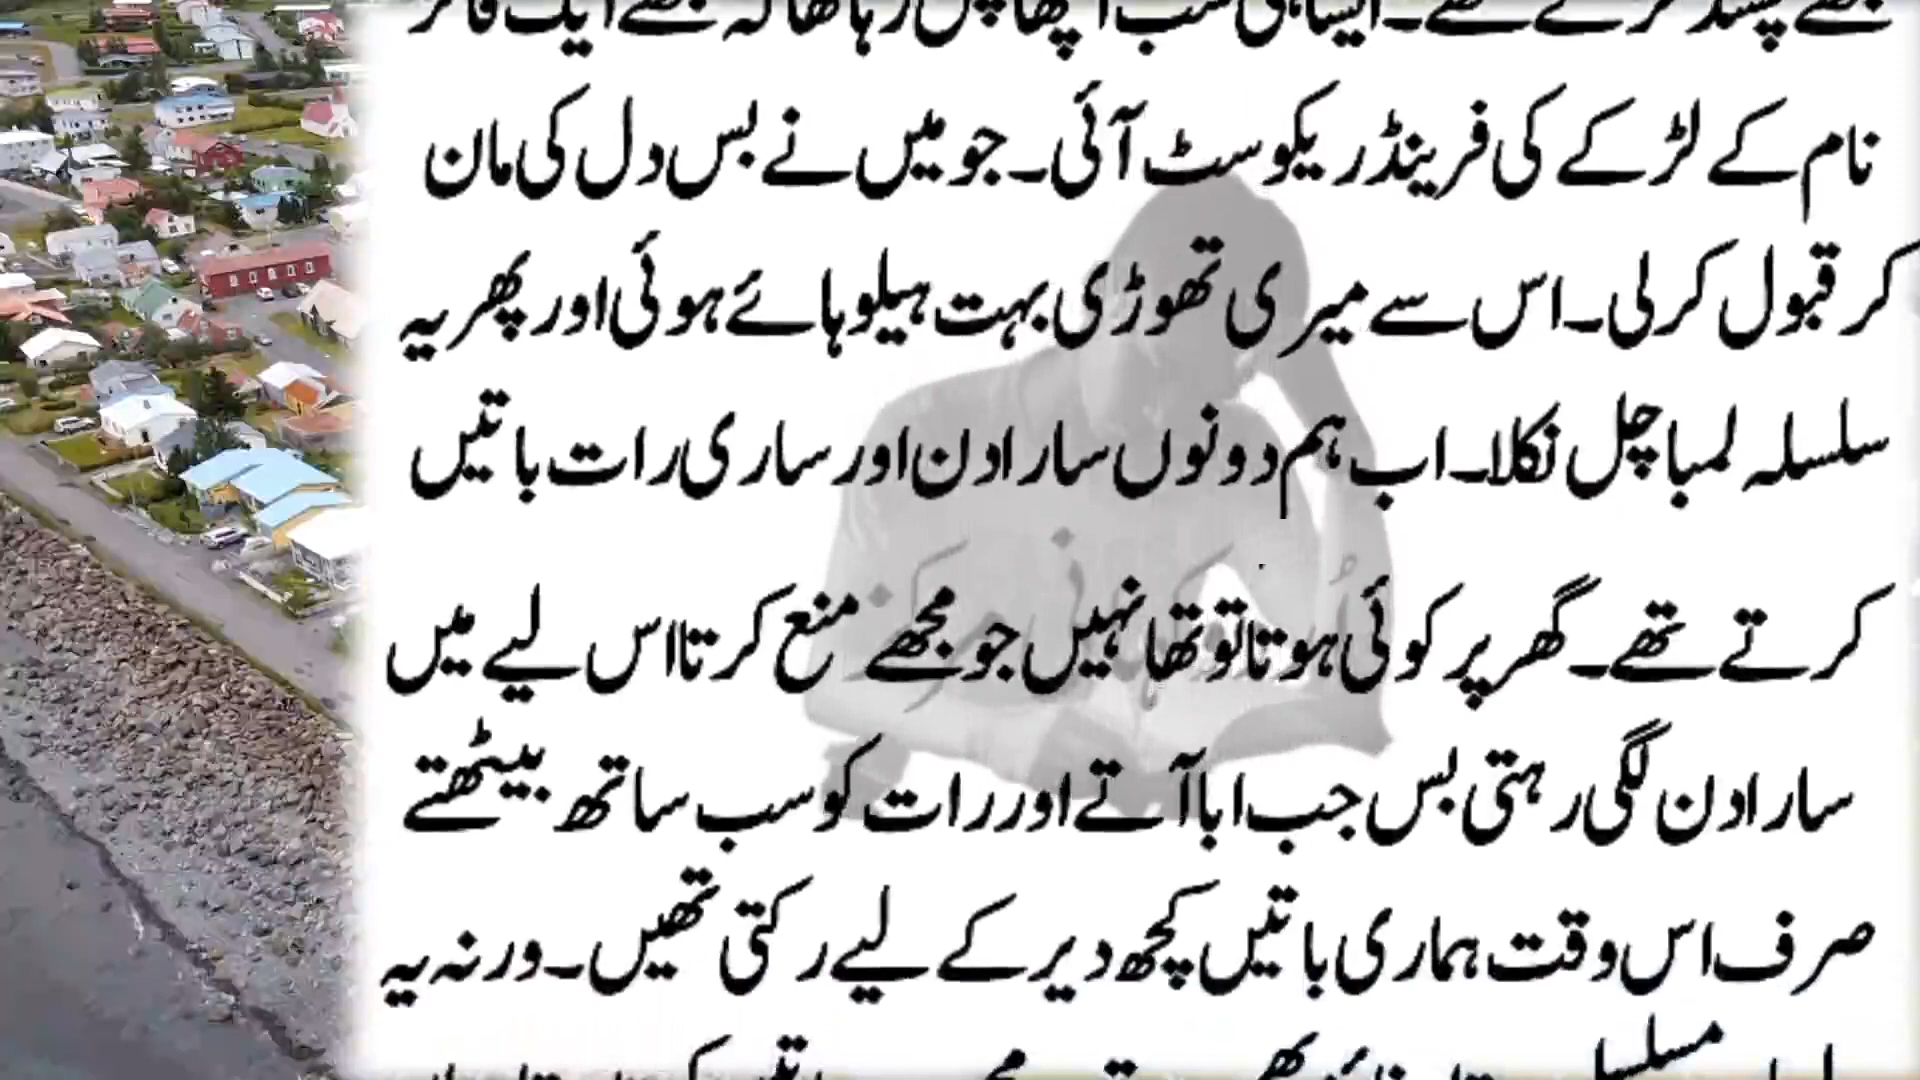 نام کے لڑکے کی فرینڈ ریکوسٹ آئی۔ جو میں نے بس دل کی مان
کر قبول کر لی۔ اس سے میری تھوڑی بہت ہیلو ہائے ہوئی اور پھر یہ
سلسلہ لمبا چل نکلا۔ اب ہم دونوں سارا دن اور ساری رات باتیں
کرتے تھے۔ گھر پر کوئی ہوتا تو تھا نہیں جو مجھے منع کرتا اس لیے میں
سارا دن لگی رہتی بس جب ابا آتے اور رات کو سب ساتھ بیٹھتے
صرف اس وقت ہماری باتیں کچھ دیر کے لیے رکتی تھیں۔ ورنہ یہ